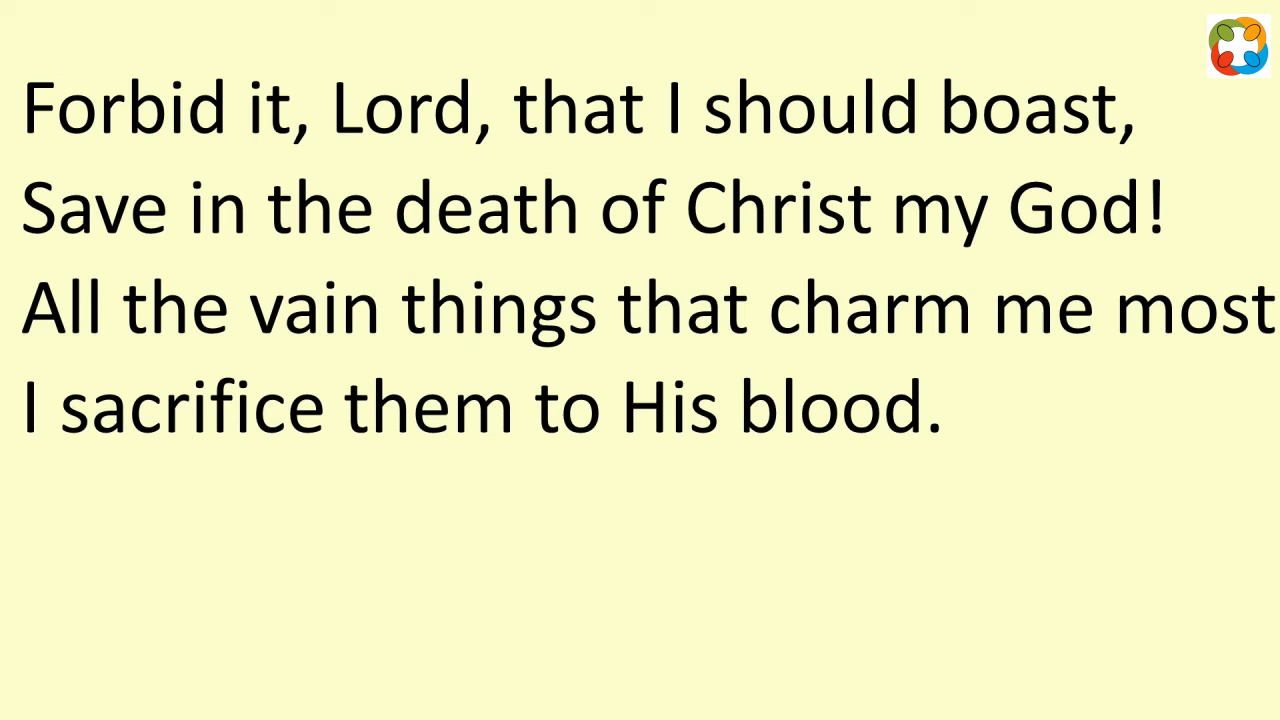 Forbid it, Lord, that I should boast,
Save in the death of Christ my God!
All the vain things that charm me most
I sacrifice them to His blood.